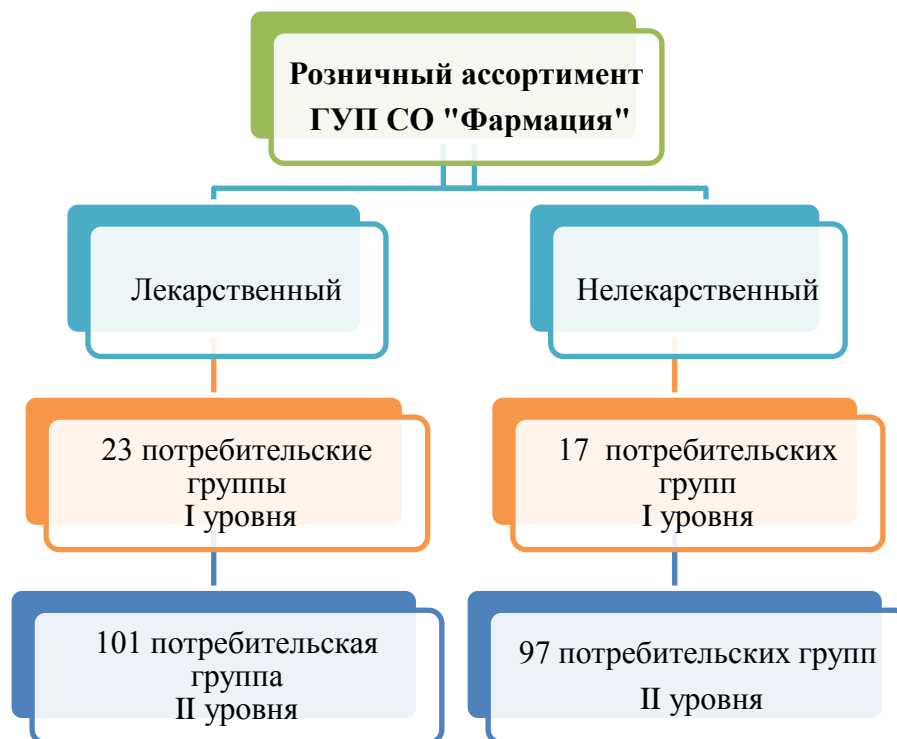 Розничный ассортимент
ГУП СО "Фармация"
Лекарственный
Нелекарственный
23 потребительские
группы
I уровня
17 потребительских
групп
I уровня
101 потребительская
группа
II уровня
97 потребительских групп
II уровня